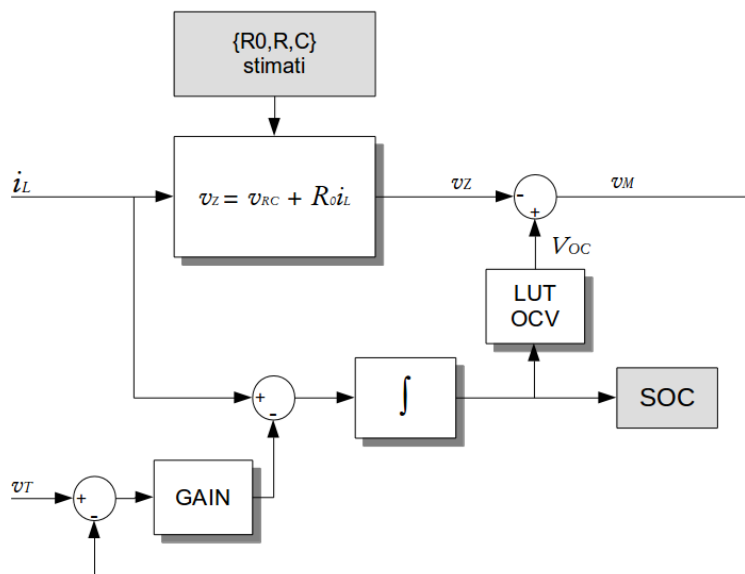 {R0,R,C}
stimati
iL
vZ = vRC + R0iL
vZ
-
+
vM
VOC
LUT
OCV
+
-
∫
SOC
vT
+
-
GAIN